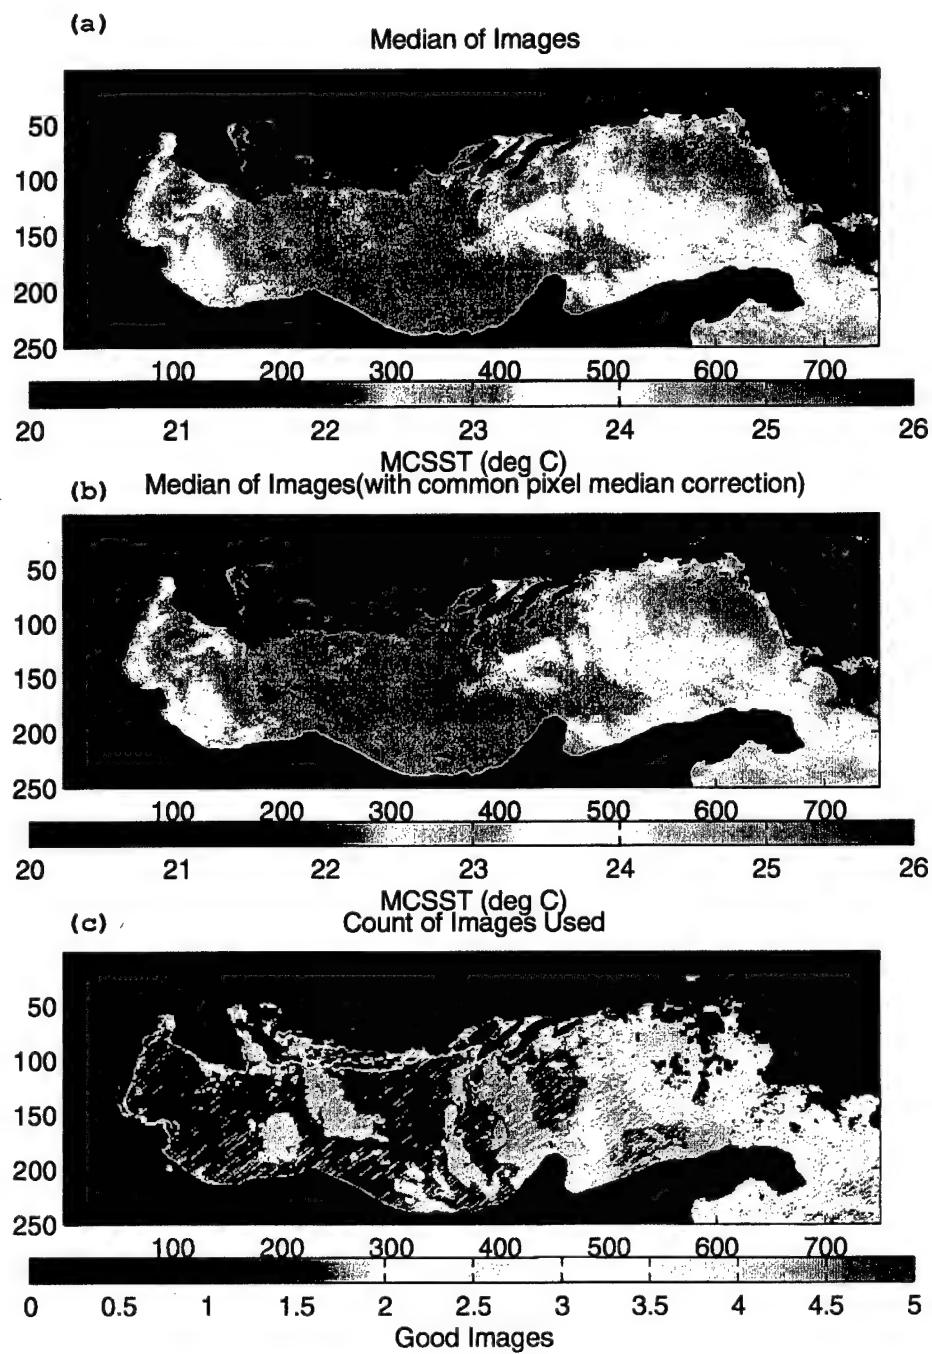 (a)
Median of Images
50
100
150
200
250
100 200 300 400 500 600 700
20 21 22 23 24 25 26
MCSST (deg C)
(b) Median of Images(with common pixel median correction)
50
100
150
200
250
100 200 300 400 500 600 700
20 21 22 23 24 25 26
MCSST (deg C)
(c) Count of Images Used
50
100
150
200
250
100 200 300 400 500 600 700
0 0.5 1 1.5 2 2.5 3 3.5 4 4.5 5
Good Images